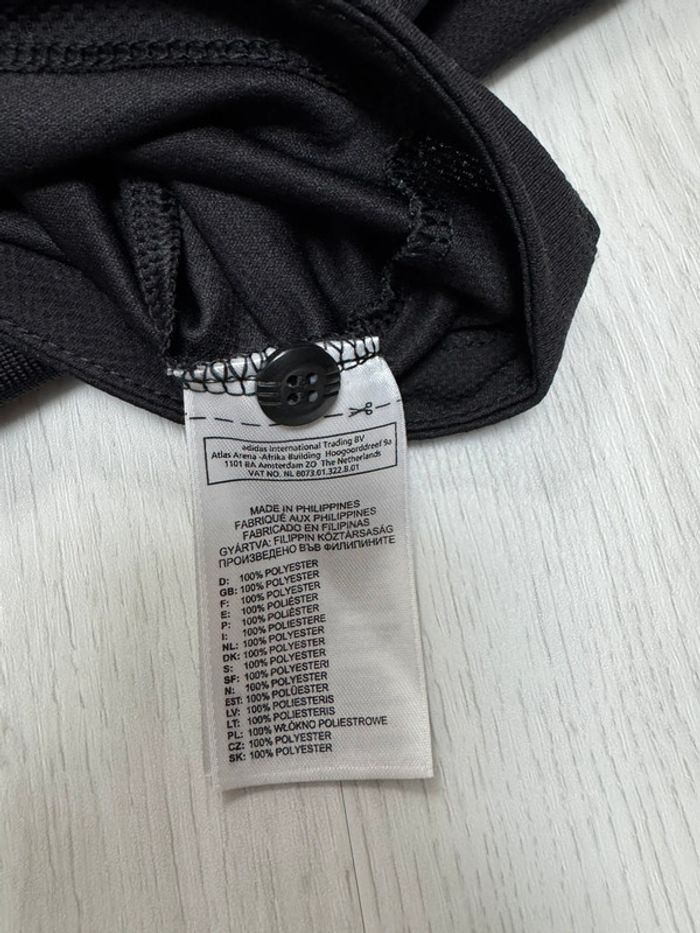 adidas International Trading BV
Atlas Arena -Afrika Building Hoogoorddreef 9a
1101 BA Amsterdam ZO The Netherlands
VAT NO. NL 8073.01.322.B.01
MADE IN PHILIPPINES
FABRIQUÉ AUX PHILIPPINES
FABRICADO EN FILIPINAS
GYÁRTVA: FILIPPIN KÖZTÁRSASÁG
ПРОИЗВЕДЕНО ВЪВ ФИЛИПИНИТЕ
D: 100% POLYESTER
GB: 100% POLYESTER
F: 100% POLYESTER
E: 100% POLIÉSTER
P: 100% POLIÉSTER
I: 100% POLIESTERE
NL: 100% POLYESTER
DK: 100% POLYESTER
S: 100% POLYESTER
SF: 100% POLYESTERI
N: 100% POLYESTER
EST: 100% POLÜESTER
LV: 100% POLIESTERIS
LT: 100% POLIESTERIS
PL: 100% WŁÓKNO POLIESTROWE
CZ: 100% POLYESTER
SK: 100% POLYESTER